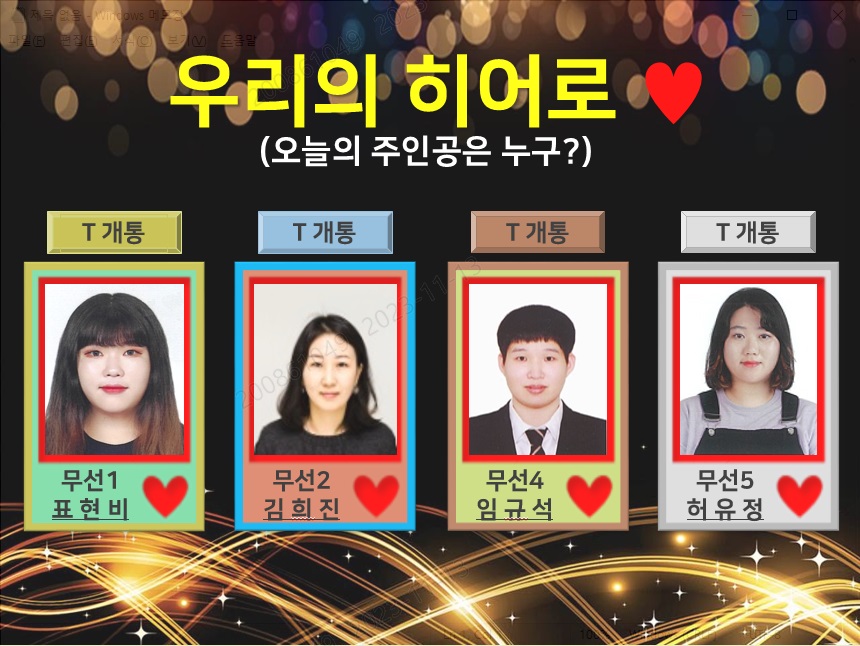 우리의 히어로 ♥
(오늘의 주인공은 누구?)
T 개통
T 개통
T 개통
T 개통
무선1
표 현 비
무선2
김 희 진
무선4
임 규 석
무선5
허 유 정